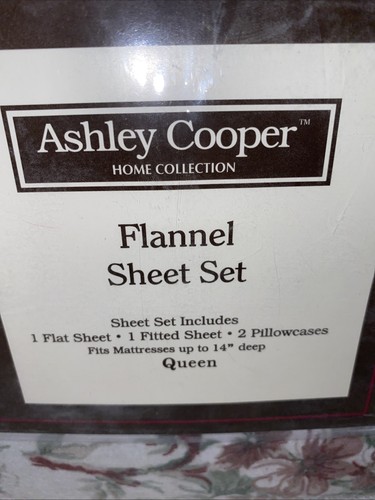 Ashley Cooper™
HOME COLLECTION
Flannel
Sheet Set
Sheet Set Includes
1 Flat Sheet • 1 Fitted Sheet • 2 Pillowcases
Fits Mattresses up to 14" deep
Queen